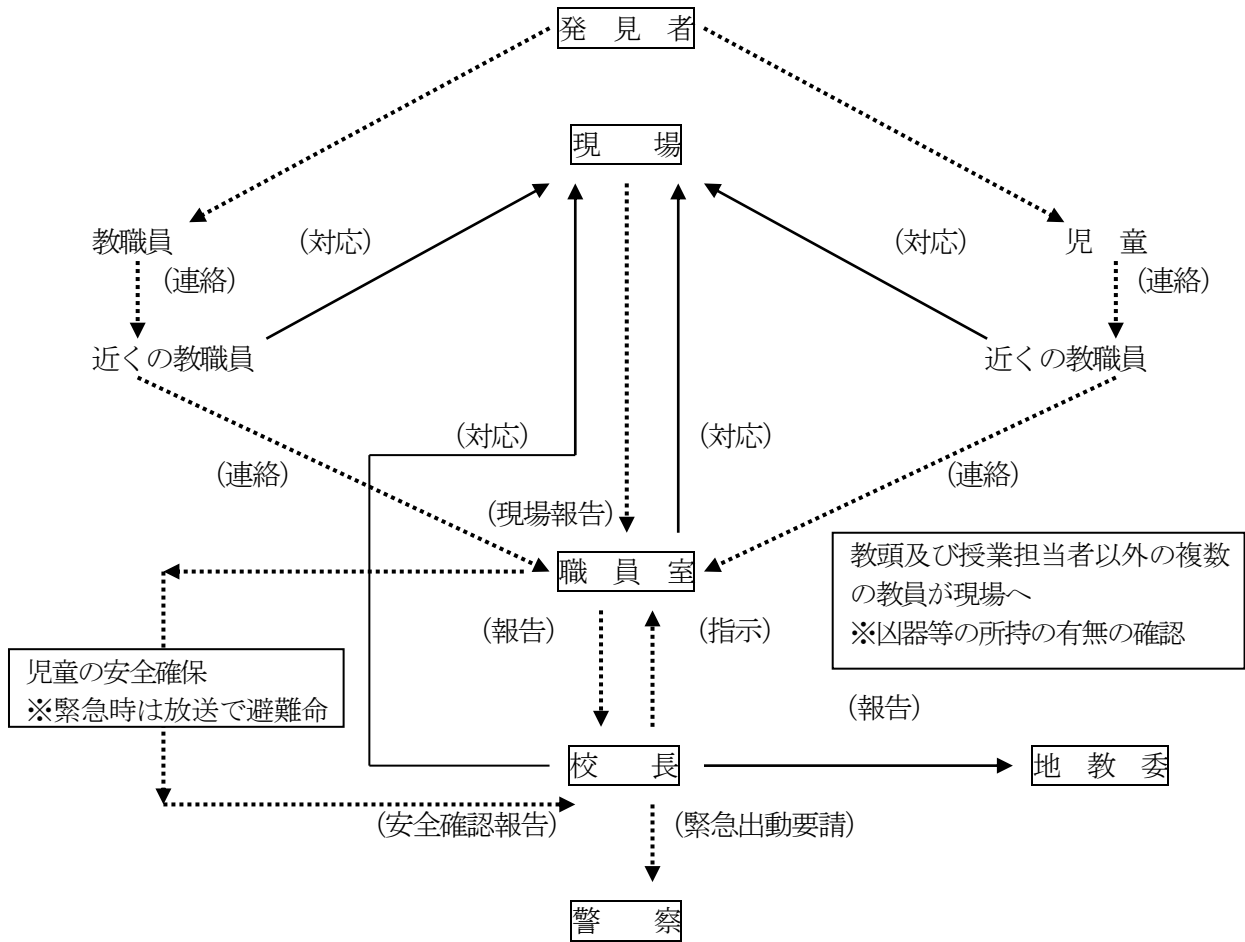 発　見　者
現　　場
教職員
(対応)
(対応)
児　童
(連絡)
(連絡)
近くの教職員
近くの教職員
(対応)
(対応)
(連絡)
(連絡)
(現場報告)
職　員　室
教頭及び授業担当者以外の複数
の教員が現場へ
※凶器等の所持の有無の確認
(報告)
(指示)
児童の安全確保
※緊急時は放送で避難命
(報告)
校　　長
地　教　委
(安全確認報告)
(緊急出動要請)
警　　察